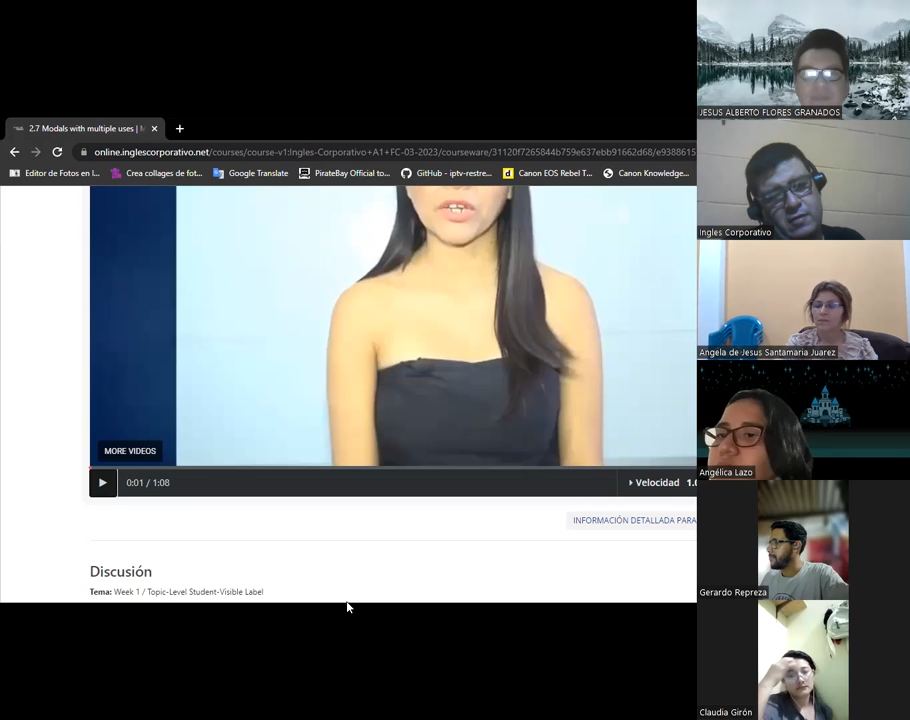 2.7 Modals with multiple uses |
online.inglescorporativo.net/courses/course-v1:Ingles-Corporativo+A1+FC-03-2023/courseware/31120f7265844b759e637ebb91662d68/e9388615
Editor de Fotos en l...
Crea collages de fot...
Google Translate
PirateBay Official to...
GitHub - iptv-restre...
Canon EOS Rebel T...
Canon Knowledge...
MORE VIDEOS
0:01 / 1:08
Velocidad 1.0
INFORMACIÓN DETALLADA PARA
Discusión
Tema: Week 1 / Topic-Level Student-Visible Label
JESUS ALBERTO FLORES GRANADOS
Ingles Corporativo
Angela de Jesus Santamaria Juarez
Angélica Lazo
Gerardo Repreza
Claudia Girón